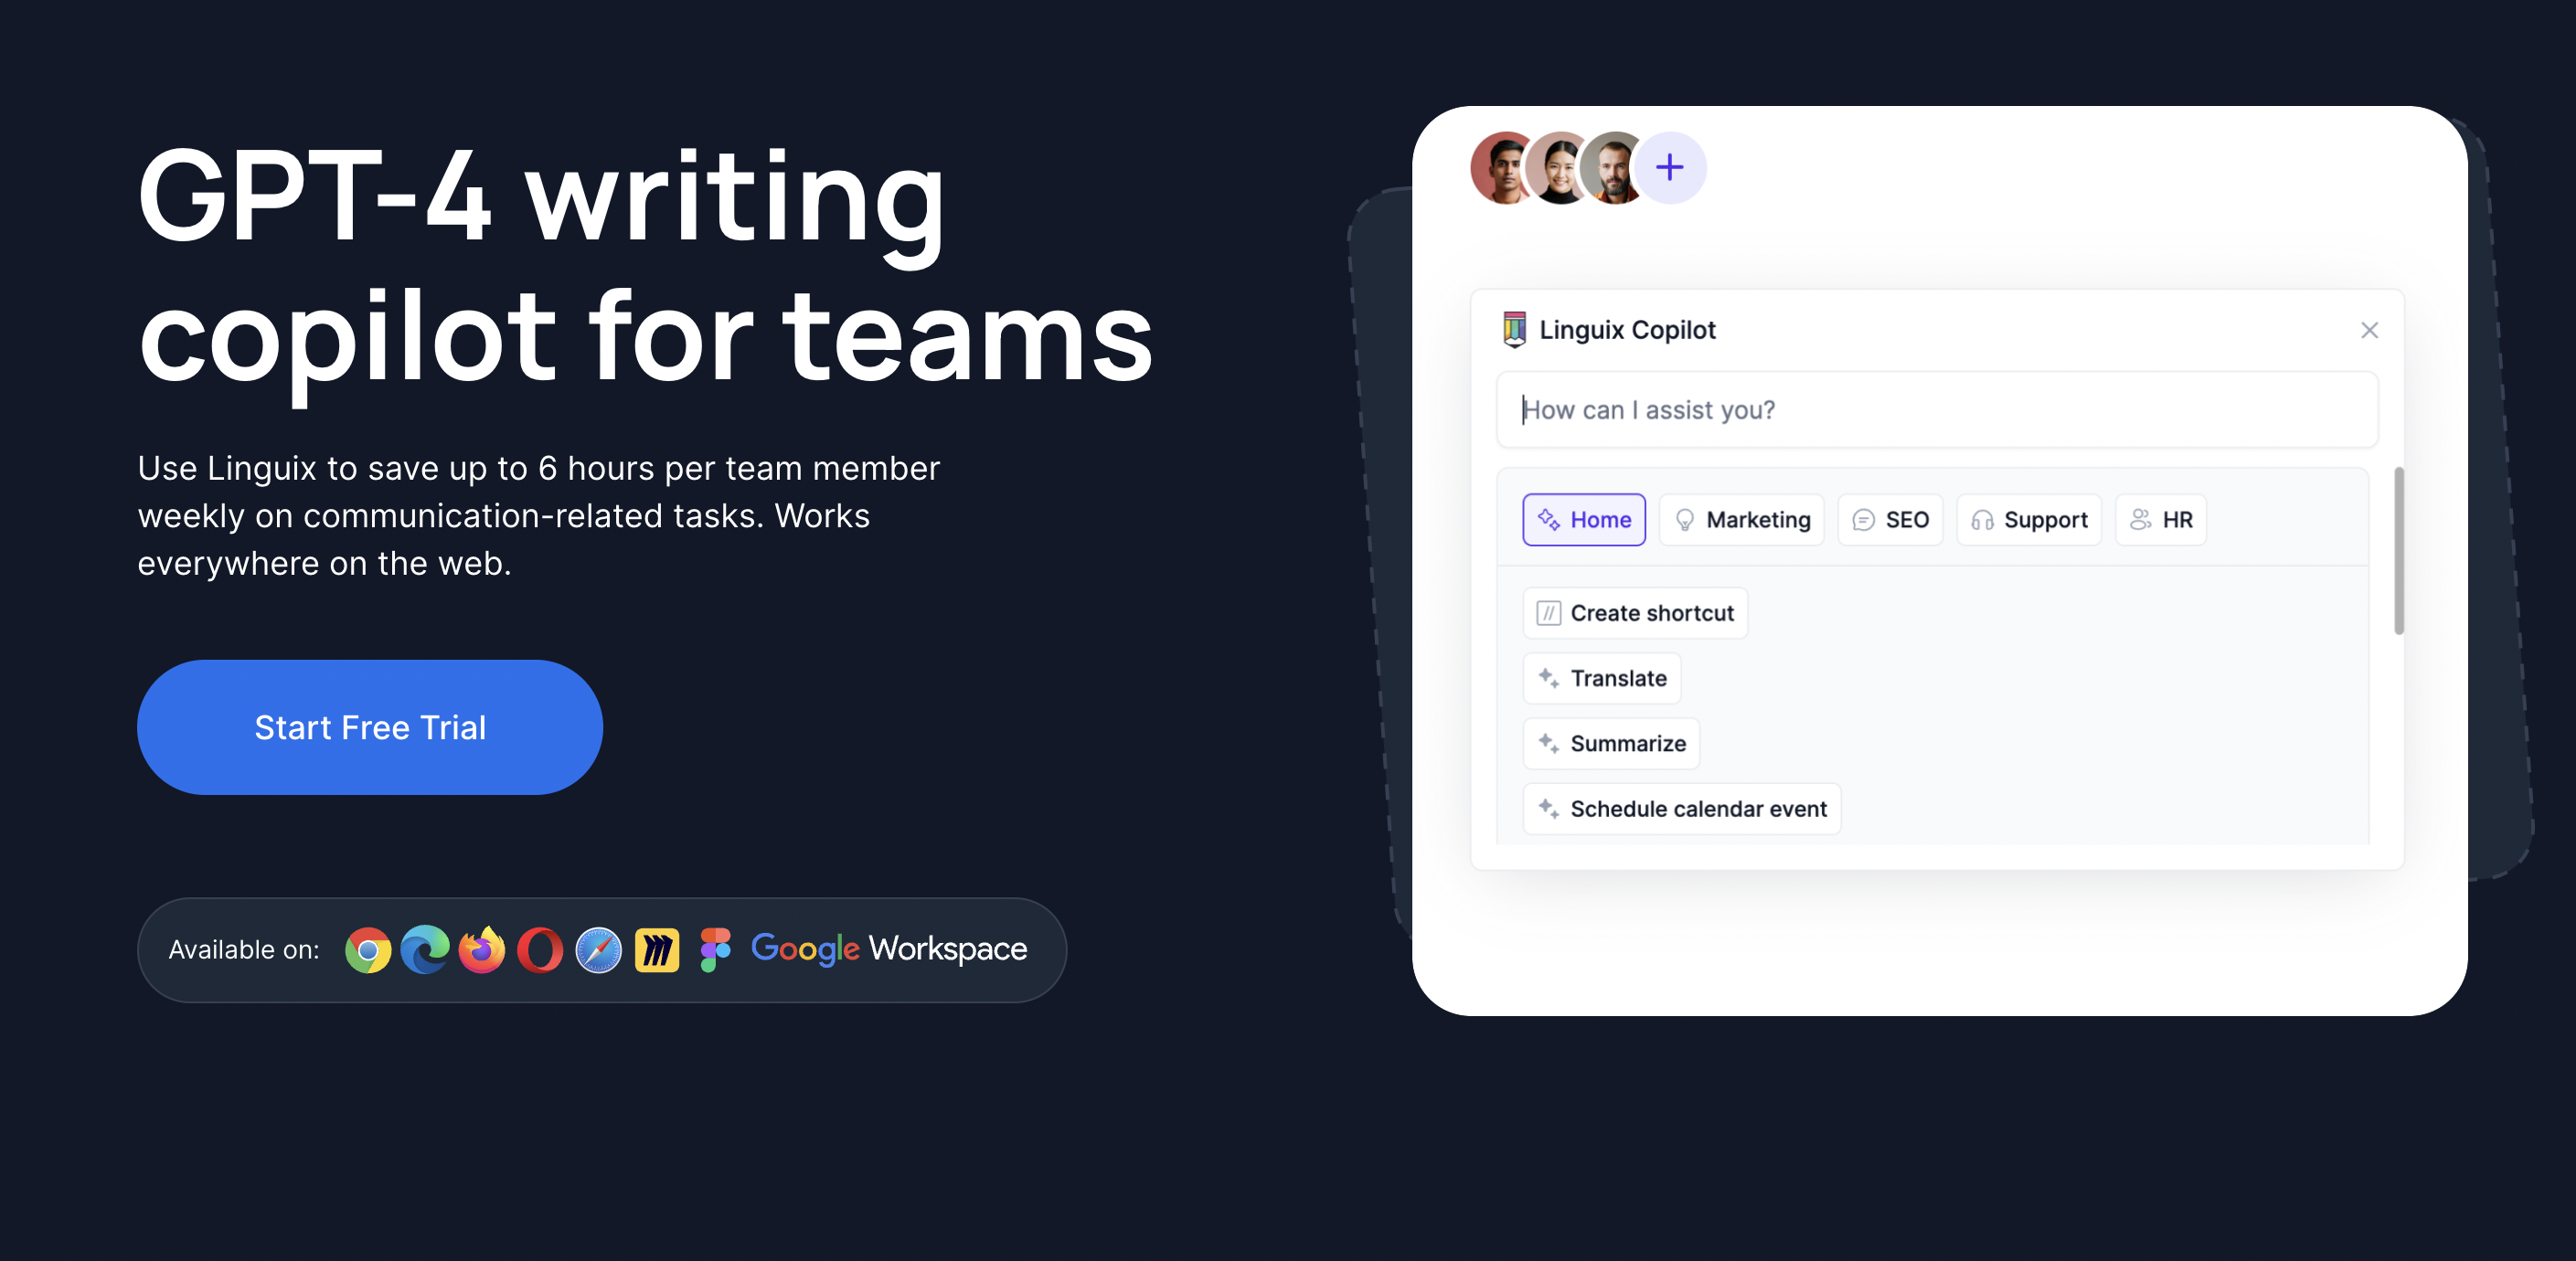 GPT-4 writing
copilot for teams
Use Linguix to save up to 6 hours per team member
weekly on communication-related tasks. Works
everywhere on the web.
Start Free Trial
Available on:
Google Workspace
Linguix Copilot
How can I assist you?
Home Marketing SEO Support HR
// Create shortcut
Translate
Summarize
Schedule calendar event